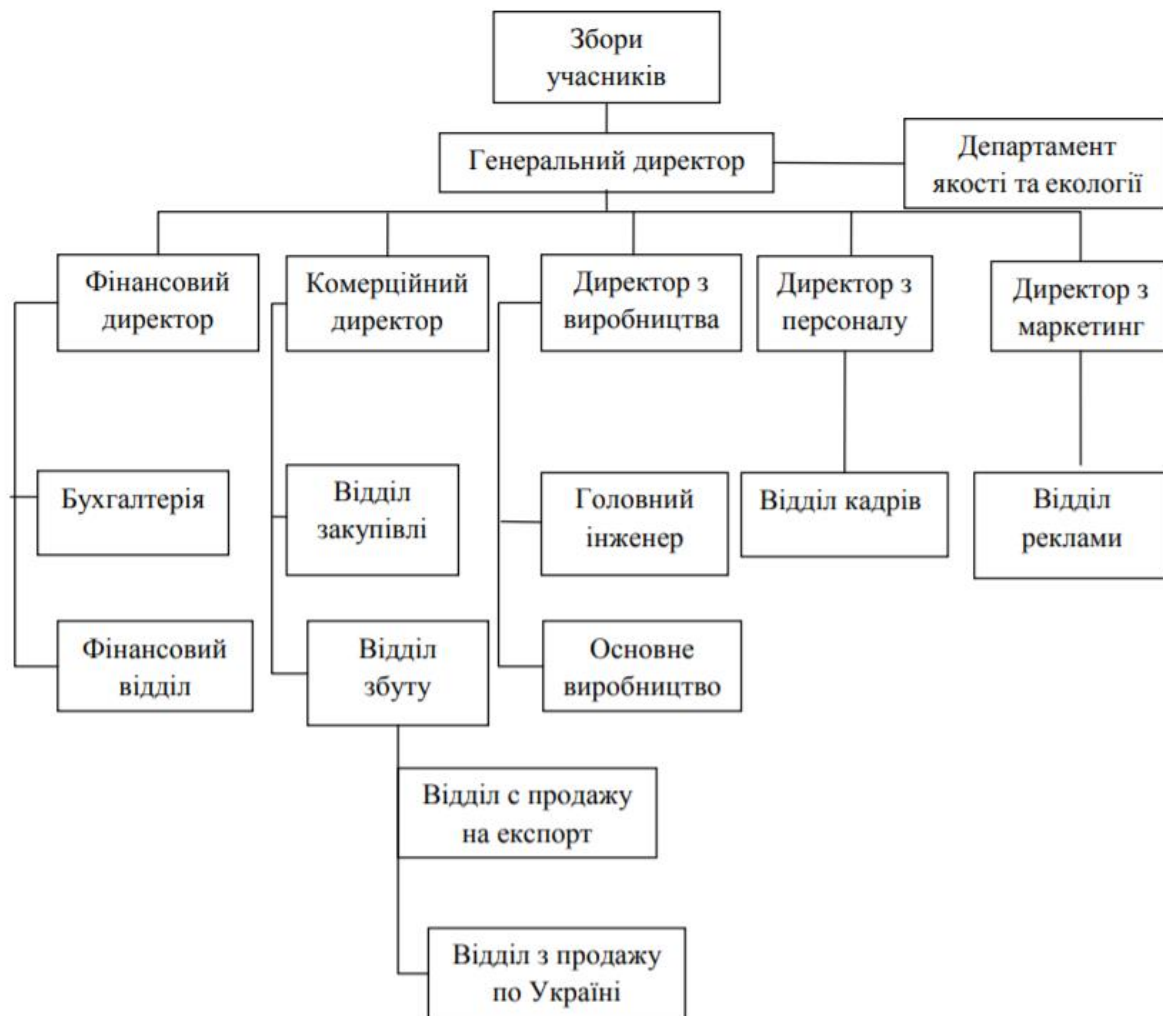 Збори
учасників
Генеральний директор
Департамент
якості та екології
Фінансовий
директор
Комерційний
директор
Директор з
виробництва
Директор з
персоналу
Директор з
маркетинг
Бухгалтерія
Відділ
закупівлі
Головний
інженер
Відділ кадрів
Відділ
реклами
Фінансовий
відділ
Відділ
збуту
Основне
виробництво
Відділ с продажу
на експорт
Відділ з продажу
по Україні